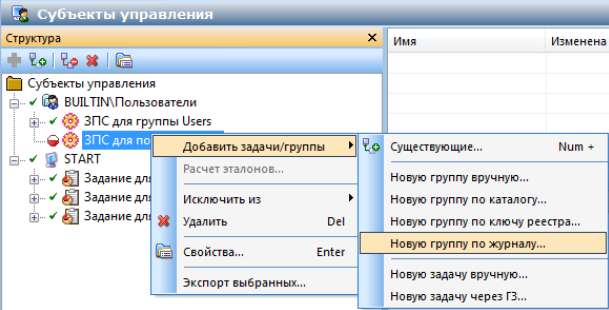 Субъекты управления
Структура
Имя
Изменена
Субъекты управления
BUILTIN\Пользователи
ЗПС для группы Users
ЗПС для по
START
Задание для
Задание для
Задание для
Добавить задачи/группы
Расчет эталонов...
Исключить из
Удалить Del
Свойства... Enter
Экспорт выбранных...
Существующие... Num +
Новую группу вручную...
Новую группу по каталогу...
Новую группу по ключу реестра...
Новую группу по журналу...
Новую задачу вручную...
Новую задачу через ГЗ...